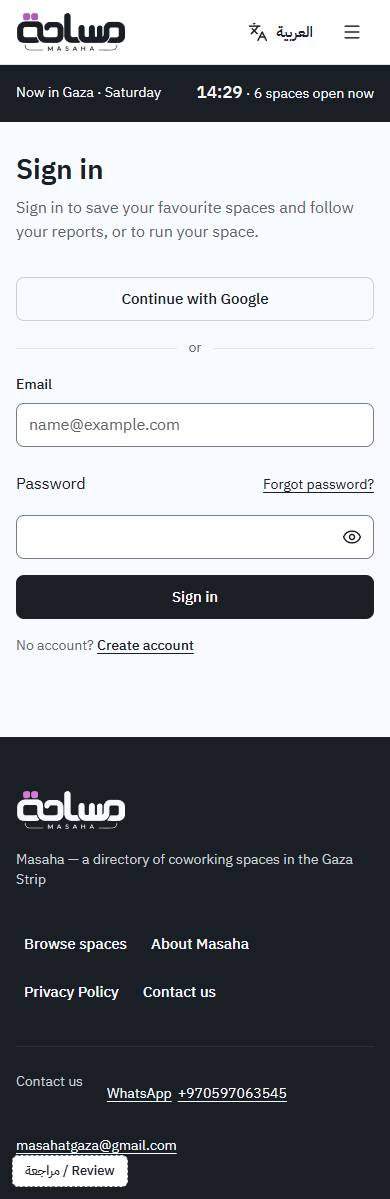 مساحة
MASAHA
العربية
Now in Gaza · Saturday
14:29 · 6 spaces open now
Sign in
Sign in to save your favourite spaces and follow
your reports, or to run your space.
Continue with Google
or
Email
name@example.com
Password
Forgot password?
Sign in
No account? Create account
مساحة
MASAHA
Masaha — a directory of coworking spaces in the Gaza
Strip
Browse spaces
About Masaha
Privacy Policy
Contact us
Contact us
WhatsApp +970597063545
masahatgaza@gmail.com
مراجعة / Review